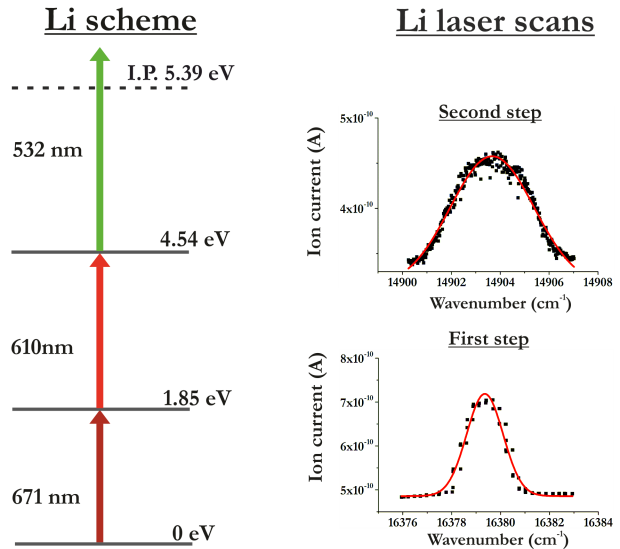 Li scheme
I.P. 5.39 eV
532 nm
4.54 eV
610nm
1.85 eV
671 nm
0 eV
Li laser scans
Second step
Ion current (A)
5x10⁻¹⁰
4x10⁻¹⁰
14900 14902 14904 14906 14908
Wavenumber (cm⁻¹)
First step
Ion current (A)
8x10⁻¹⁰
7x10⁻¹⁰
6x10⁻¹⁰
5x10⁻¹⁰
16376 16378 16380 16382 16384
Wavenumber (cm⁻¹)